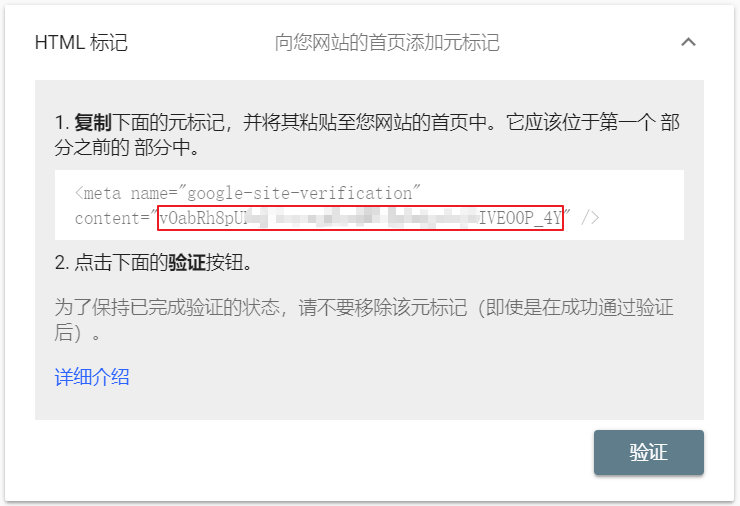 HTML 标记 向您网站的首页添加元标记
1. 复制下面的元标记，并将其粘贴至您网站的首页中。它应该位于第一个 部
分之前的 部分中。
<meta name="google-site-verification"
content="vOabRh8pU IVEO0P_4Y" />
2. 点击下面的验证按钮。
为了保持已完成验证的状态，请不要移除该元标记（即使是在成功通过验证
后）。
详细介绍
验证